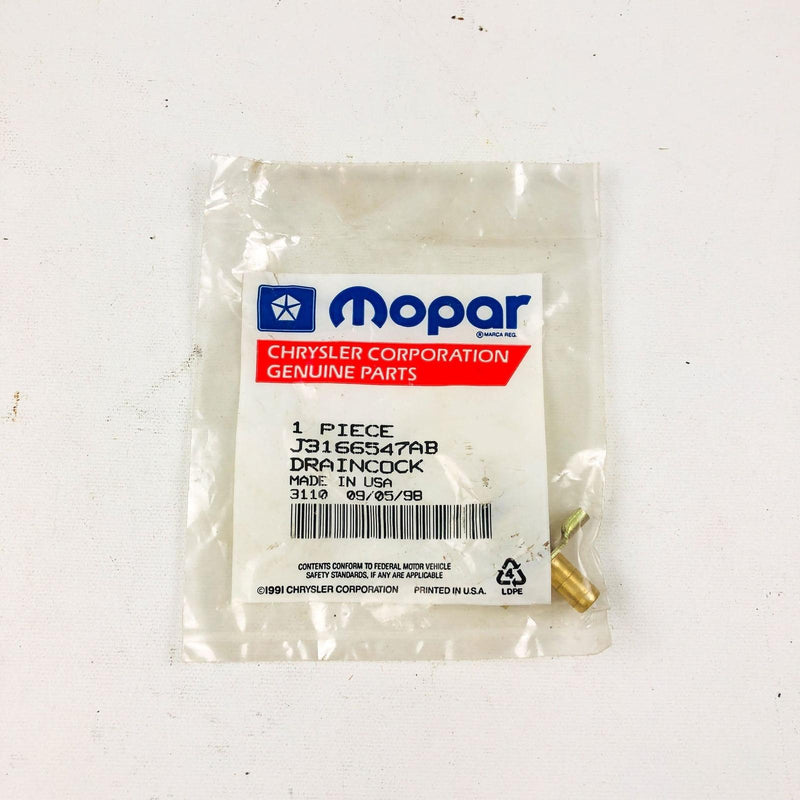 mopar
® MARCA REG.
CHRYSLER CORPORATION
GENUINE PARTS
1 PIECE
J3166547AB
DRAINCOCK
MADE IN USA
3110 09/05/98
CONTENTS CONFORM TO FEDERAL MOTOR VEHICLE
SAFETY STANDARDS, IF ANY ARE APPLICABLE
©1991 CHRYSLER CORPORATION PRINTED IN U.S.A.
4
LDPE